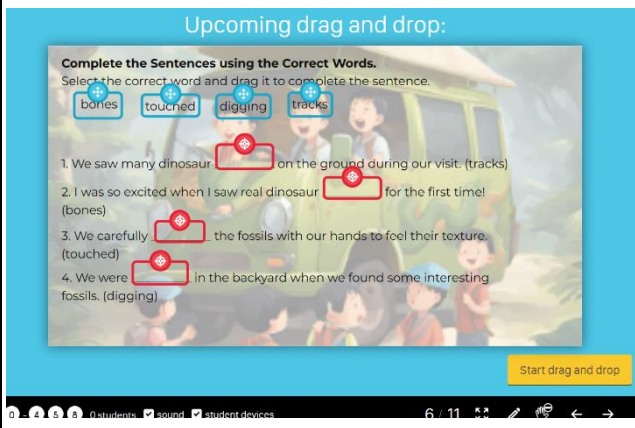 Upcoming drag and drop:
Complete the Sentences using the Correct Words.
Select the correct word and drag it to complete the sentence.
bones touched digging tracks
1. We saw many dinosaur on the ground during our visit. (tracks)
2. I was so excited when I saw real dinosaur for the first time!
(bones)
3. We carefully the fossils with our hands to feel their texture.
(touched)
4. We were in the backyard when we found some interesting
fossils. (digging)
Start drag and drop
0 - 4 5 8 0 students sound student devices 6 / 11